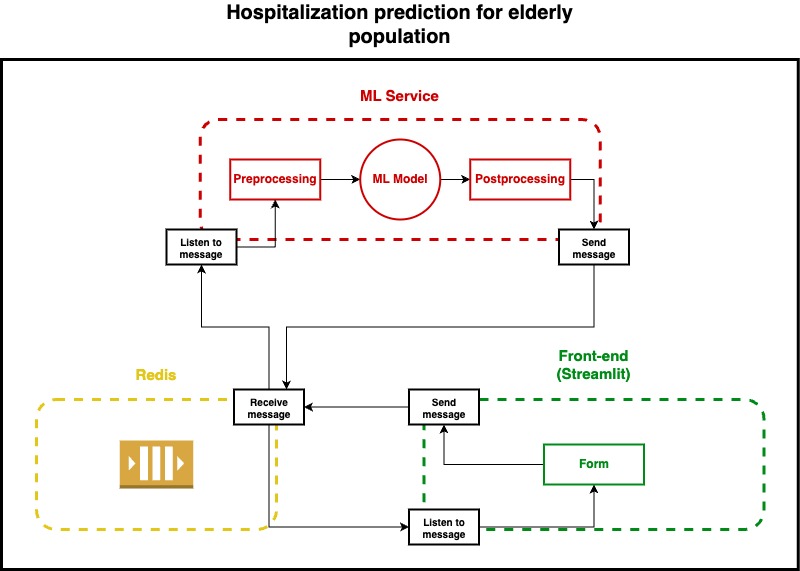 Hospitalization prediction for elderly
population
ML Service
Preprocessing
ML Model
Postprocessing
Listen to
message
Send
message
Front-end
(Streamlit)
Redis
Receive
message
Send
message
Form
Listen to
message